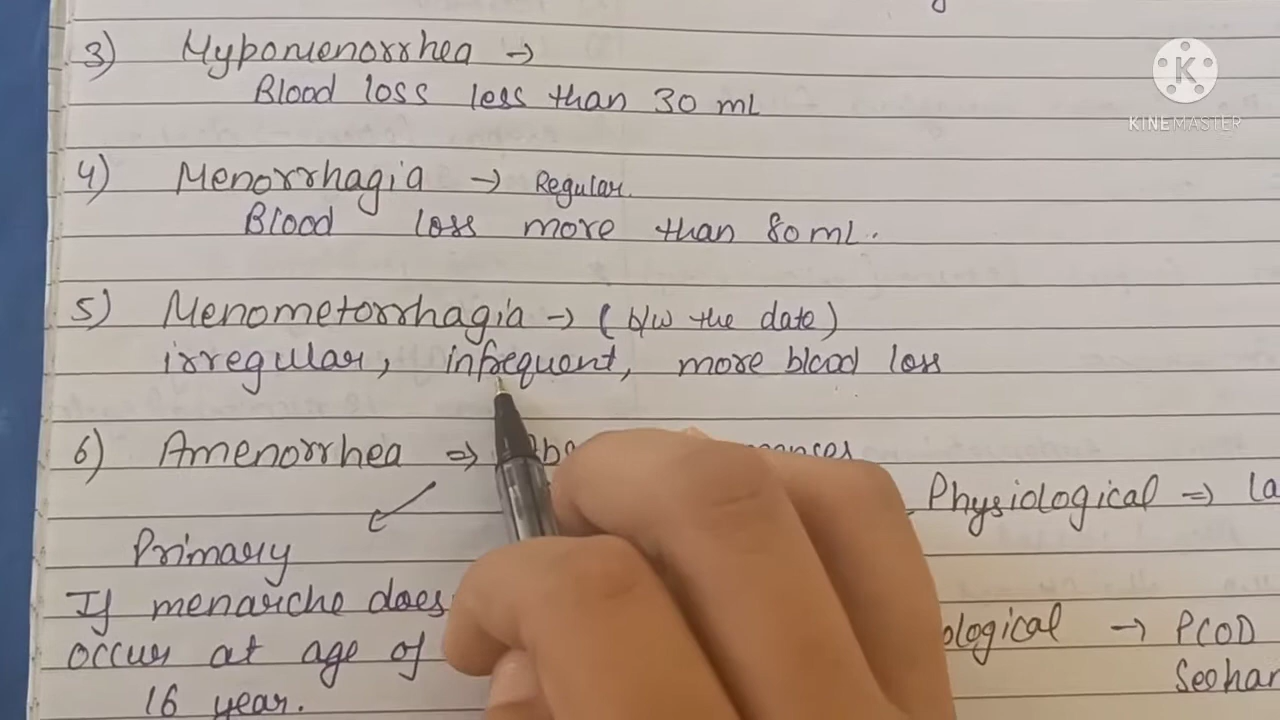 3) Hypomenorrhea →
Blood loss less than 30 mL
4) Menorrhagia → Regular.
Blood loss more than 80 mL.
5) Menometorrhagia → (b/w the date)
irregular, infrequent, more blood loss
6) Amenorrhea ⇒
Physiological ⇒ La
Primary
If menarche does
occur at age of
16 year.
ological → PCOD
Seehan
K
KINEMASTER